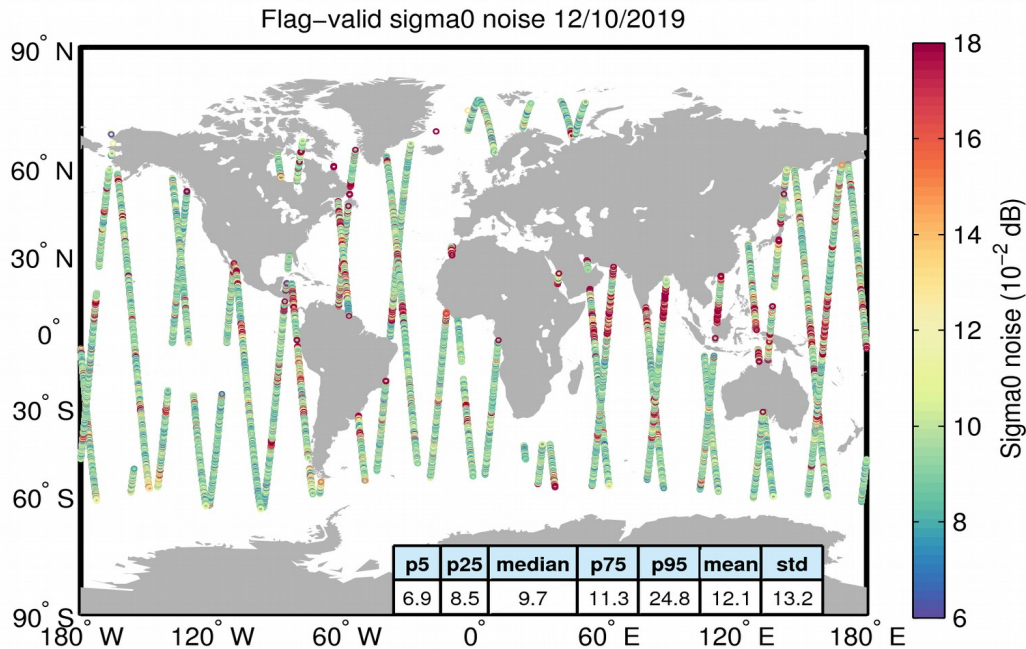 Flag−valid sigma0 noise 12/10/2019
90° N
60° N
30° N
0°
30° S
60° S
90° S
180° W
120° W
60° W
0°
60° E
120° E
180° E
p5 p25 median p75 p95 mean std
6.9 8.5 9.7 11.3 24.8 12.1 13.2
18
16
14
12
10
8
6
Sigma0 noise (10⁻² dB)